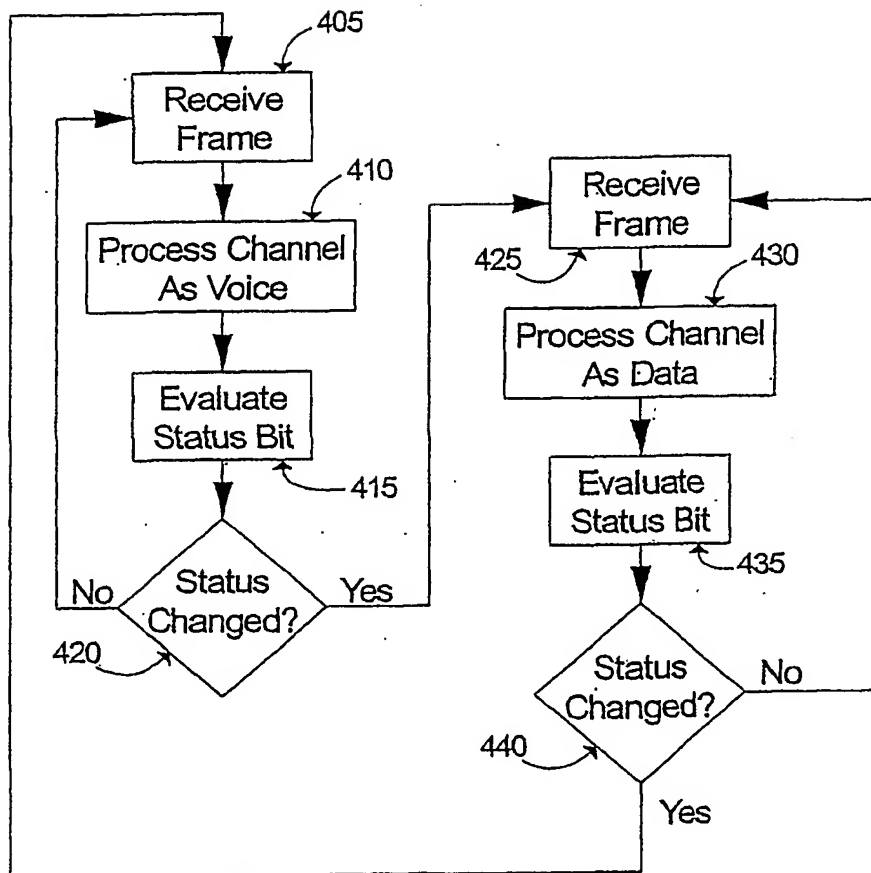 405
Receive
Frame
410
Process Channel
As Voice
Evaluate
Status Bit
415
Status
Changed?
No
Yes
420
Receive
Frame
425
430
Process Channel
As Data
Evaluate
Status Bit
435
Status
Changed?
No
440
Yes